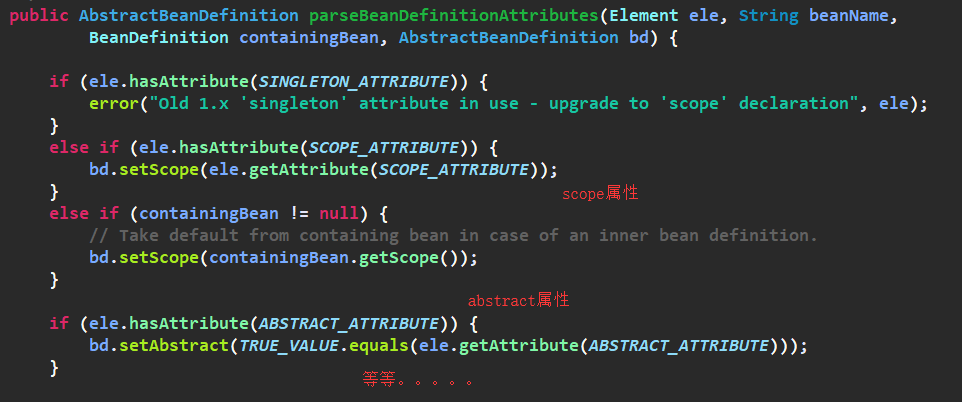 public AbstractBeanDefinition parseBeanDefinitionAttributes(Element ele, String beanName,
BeanDefinition containingBean, AbstractBeanDefinition bd) {
if (ele.hasAttribute(SINGLETON_ATTRIBUTE)) {
error("Old 1.x 'singleton' attribute in use - upgrade to 'scope' declaration", ele);
}
else if (ele.hasAttribute(SCOPE_ATTRIBUTE)) {
bd.setScope(ele.getAttribute(SCOPE_ATTRIBUTE));
}
scope属性
else if (containingBean != null) {
// Take default from containing bean in case of an inner bean definition.
bd.setScope(containingBean.getScope());
}
abstract属性
if (ele.hasAttribute(ABSTRACT_ATTRIBUTE)) {
bd.setAbstract(TRUE_VALUE.equals(ele.getAttribute(ABSTRACT_ATTRIBUTE)));
}
等等。。。。。